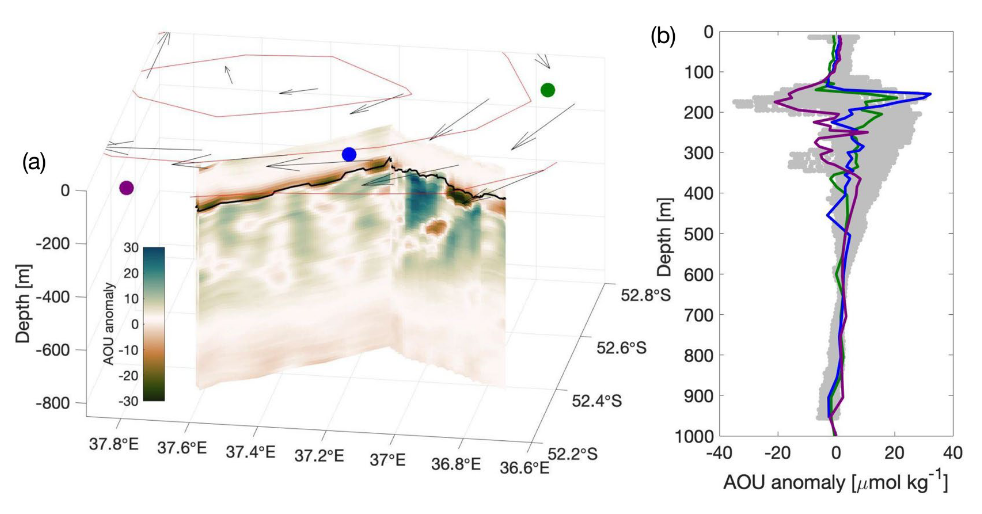 (a)
0
-200
-400
-600
-800
Depth [m]
30
20
10
0
-10
-20
-30
AOU anomaly
37.8°E
37.6°E
37.4°E
37.2°E
37°E
36.8°E
36.6°E
52.2°S
52.4°S
52.6°S
52.8°S
(b)
0
100
200
300
400
500
600
700
800
900
1000
Depth [m]
-40
-20
0
20
40
AOU anomaly [μmol kg⁻¹]